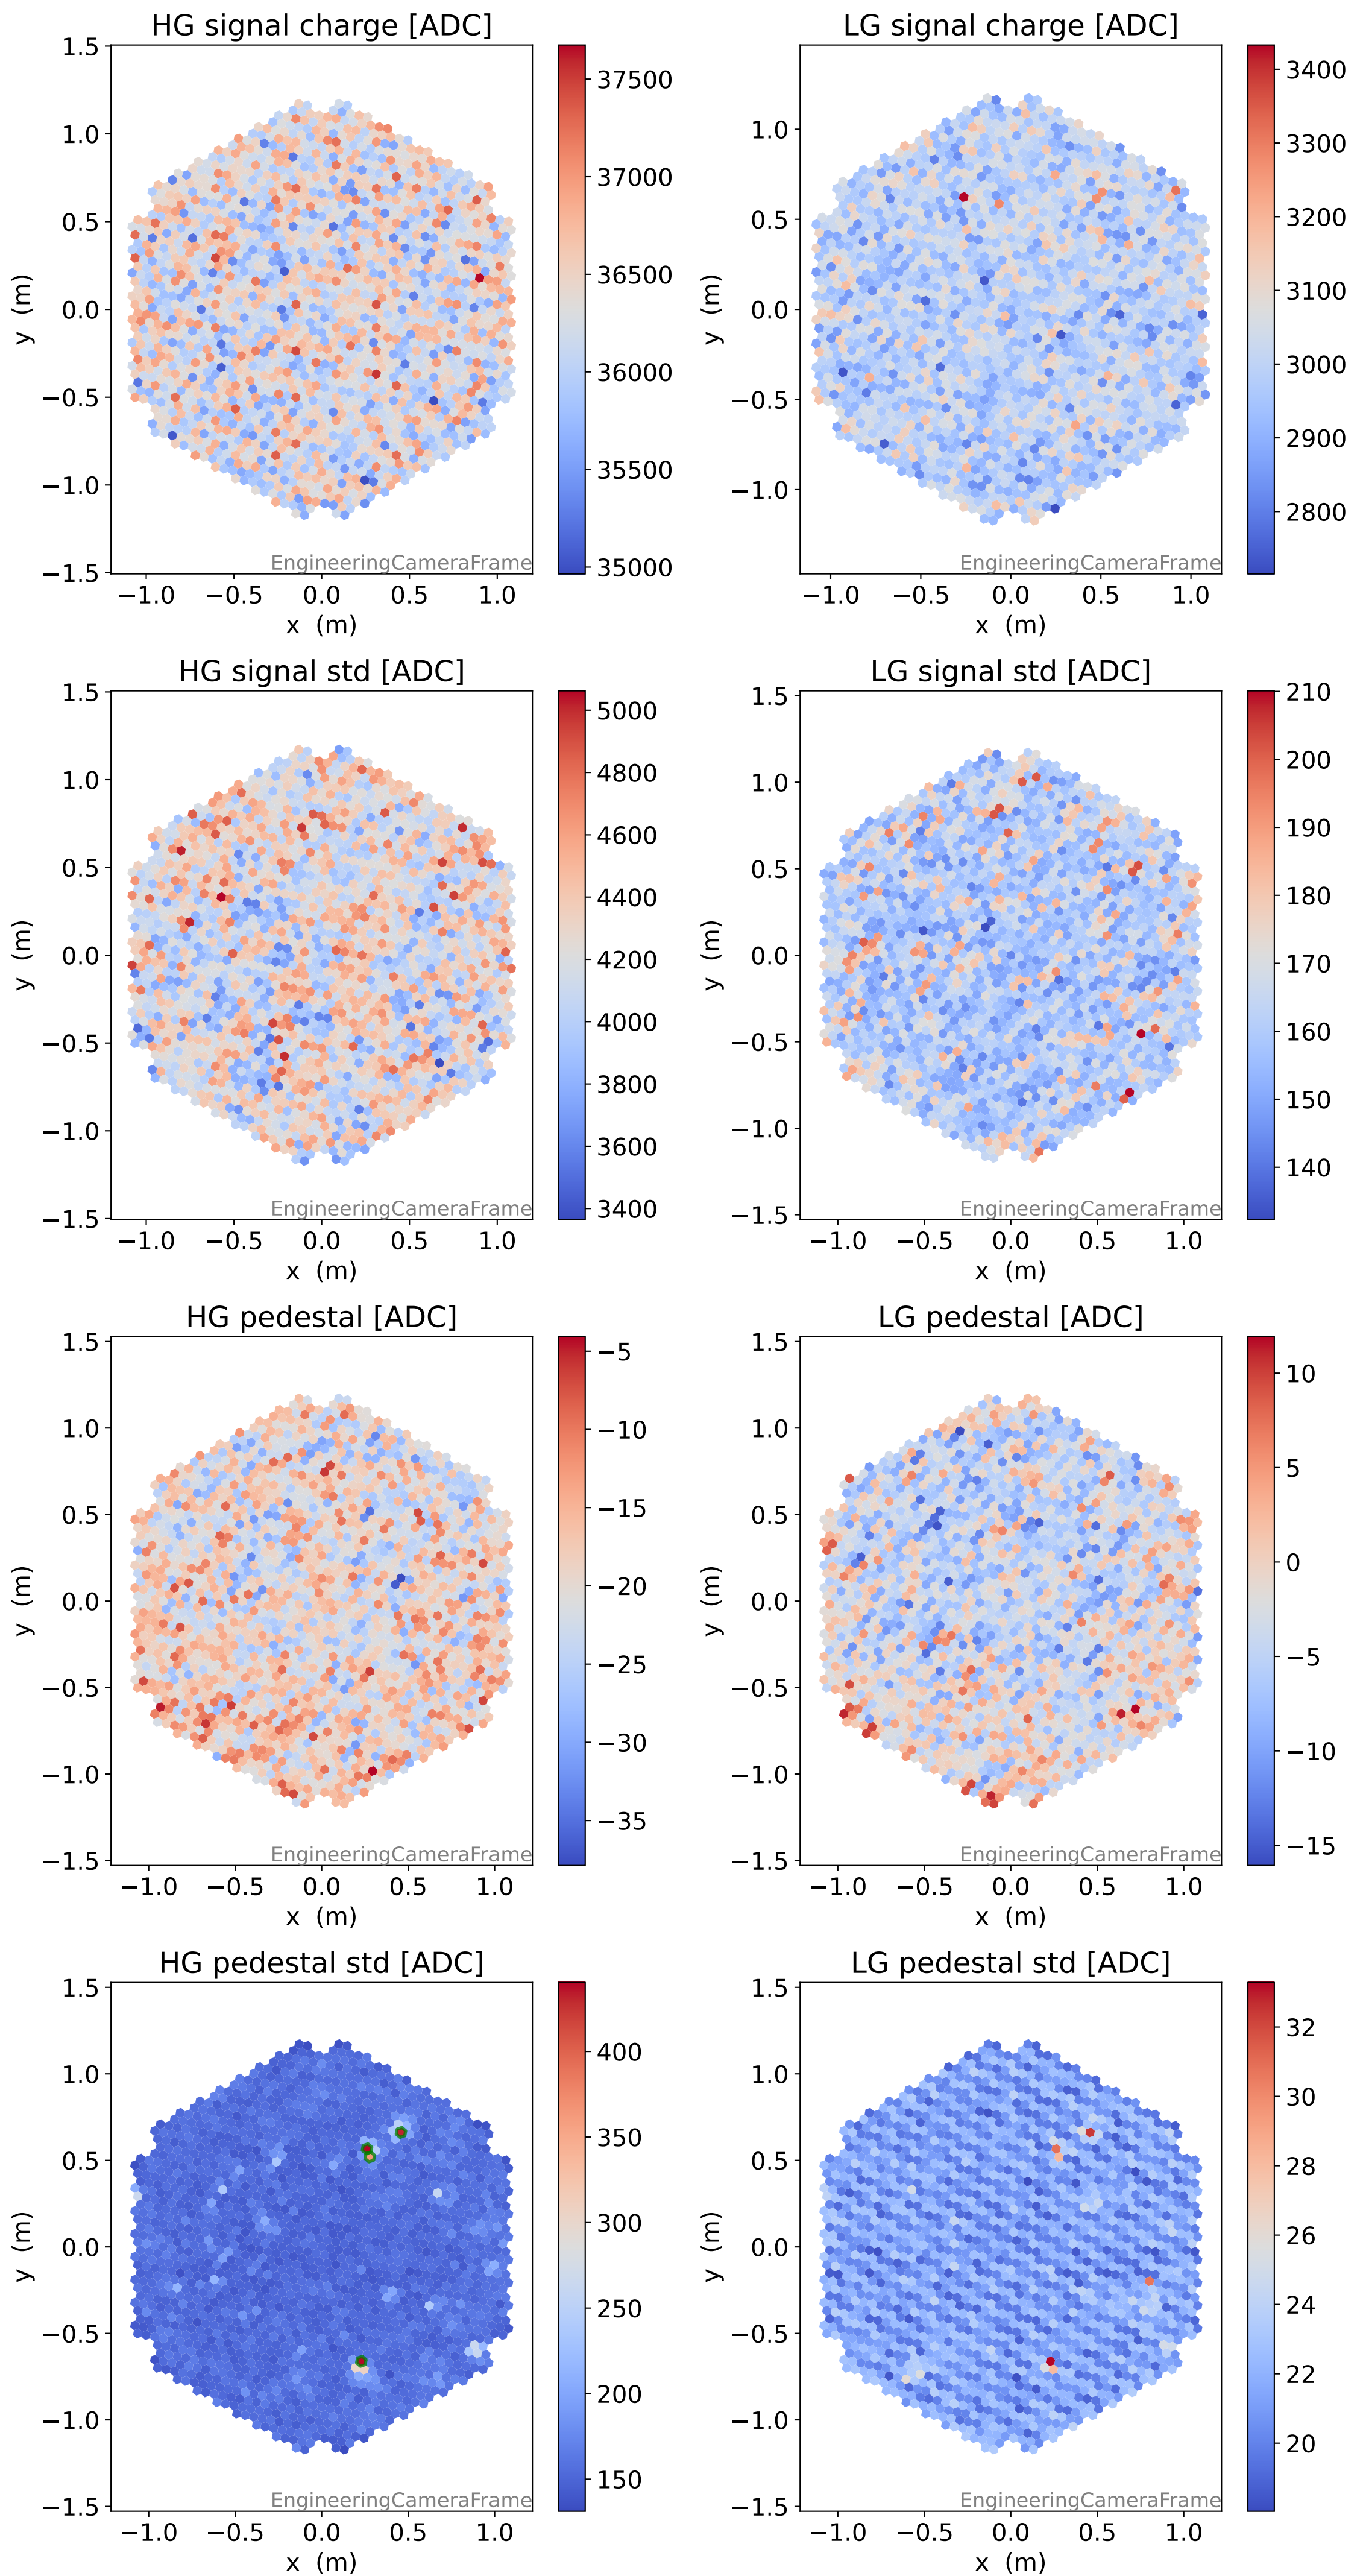 HG signal charge [ADC]
LG signal charge [ADC]
1.5
1.0
0.5
0.0
−0.5
−1.0
−1.5
y (m)
−1.0 −0.5 0.0 0.5 1.0
x (m)
EngineeringCameraFrame
37500
37000
36500
36000
35500
35000
1.0
0.5
0.0
−0.5
−1.0
y (m)
−1.0 −0.5 0.0 0.5 1.0
x (m)
EngineeringCameraFrame
3400
3300
3200
3100
3000
2900
2800
HG signal std [ADC]
LG signal std [ADC]
1.5
1.0
0.5
0.0
−0.5
−1.0
−1.5
y (m)
−1.0 −0.5 0.0 0.5 1.0
x (m)
EngineeringCameraFrame
5000
4800
4600
4400
4200
4000
3800
3600
3400
1.5
1.0
0.5
0.0
−0.5
−1.0
−1.5
y (m)
−1.0 −0.5 0.0 0.5 1.0
x (m)
EngineeringCameraFrame
210
200
190
180
170
160
150
140
HG pedestal [ADC]
LG pedestal [ADC]
1.5
1.0
0.5
0.0
−0.5
−1.0
−1.5
y (m)
−1.0 −0.5 0.0 0.5 1.0
x (m)
EngineeringCameraFrame
−5
−10
−15
−20
−25
−30
−35
1.5
1.0
0.5
0.0
−0.5
−1.0
−1.5
y (m)
−1.0 −0.5 0.0 0.5 1.0
x (m)
EngineeringCameraFrame
10
5
0
−5
−10
−15
HG pedestal std [ADC]
LG pedestal std [ADC]
1.5
1.0
0.5
0.0
−0.5
−1.0
−1.5
y (m)
−1.0 −0.5 0.0 0.5 1.0
x (m)
EngineeringCameraFrame
400
350
300
250
200
150
1.5
1.0
0.5
0.0
−0.5
−1.0
−1.5
y (m)
−1.0 −0.5 0.0 0.5 1.0
x (m)
EngineeringCameraFrame
32
30
28
26
24
22
20